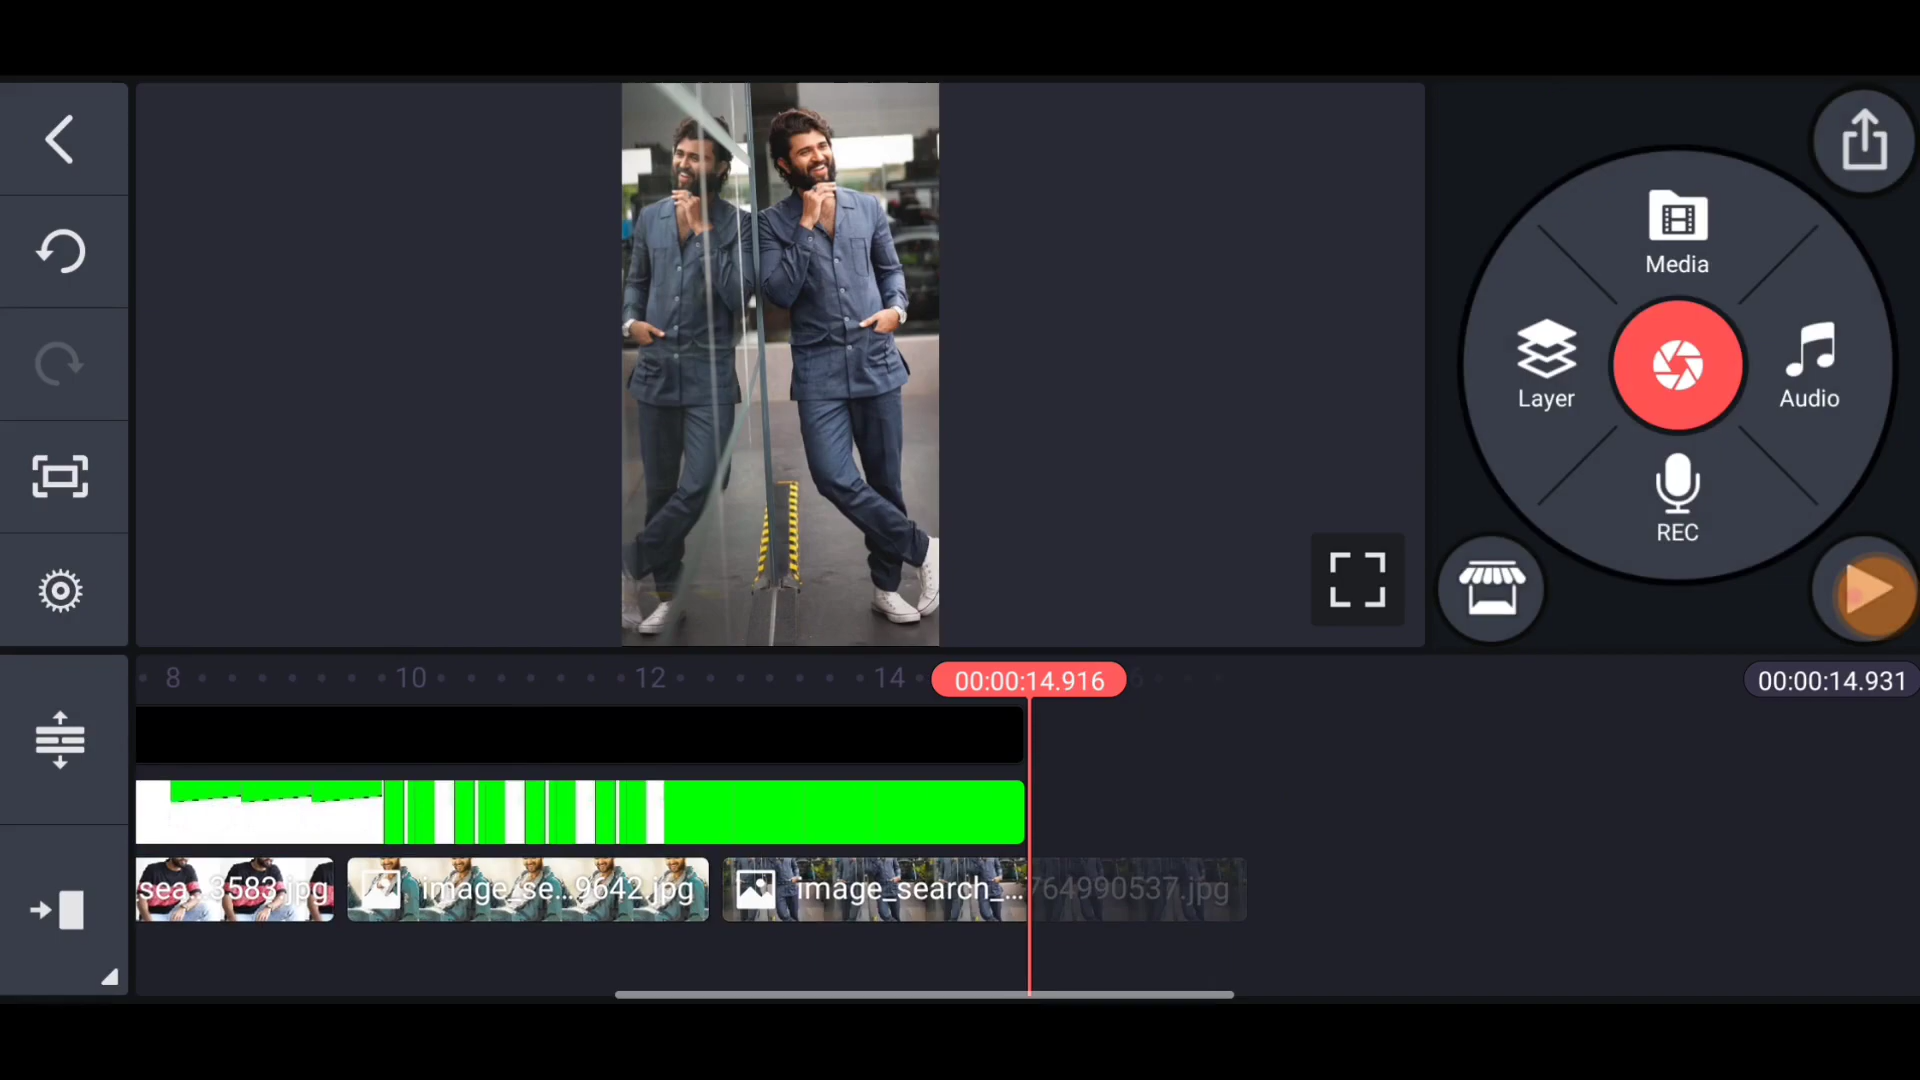 Media
Layer
Audio
REC
8
10
12
14
00:00:14.916
00:00:14.931
sea...3583.jpg
image_se...9642.jpg
image_search_...764990537.jpg